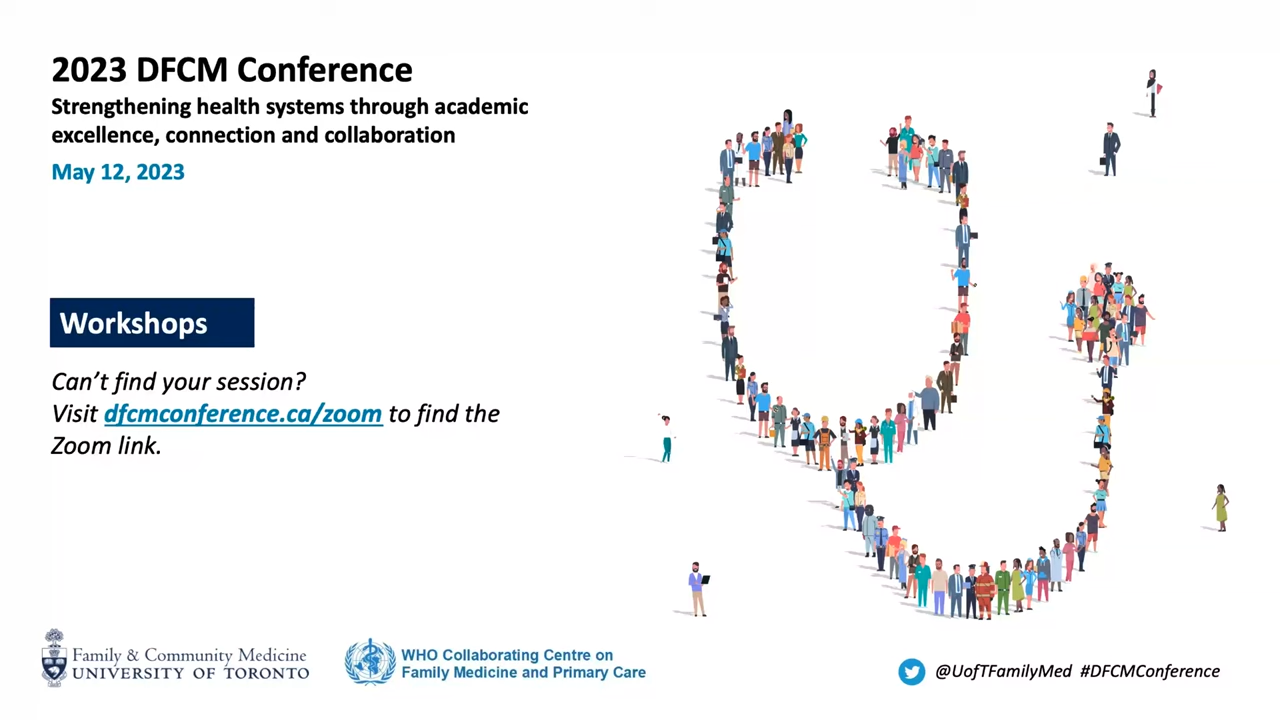 2023 DFCM Conference
Strengthening health systems through academic
excellence, connection and collaboration
May 12, 2023
Workshops
Can’t find your session?
Visit dfcmconference.ca/zoom to find the
Zoom link.
Family & Community Medicine
UNIVERSITY OF TORONTO
WHO Collaborating Centre on
Family Medicine and Primary Care
@UofTFamilyMed #DFCMConference